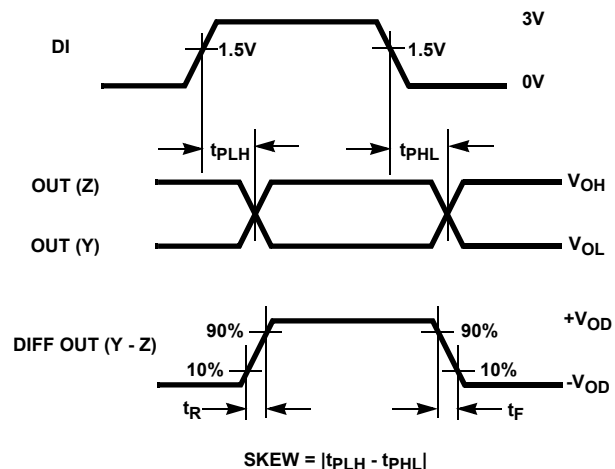 3V
DI
1.5V
1.5V
0V
tPLH
tPHL
OUT (Z)
VOH
OUT (Y)
VOL
+VOD
90%
90%
DIFF OUT (Y - Z)
10%
10%
-VOD
tR
tF
SKEW = |tPLH - tPHL|